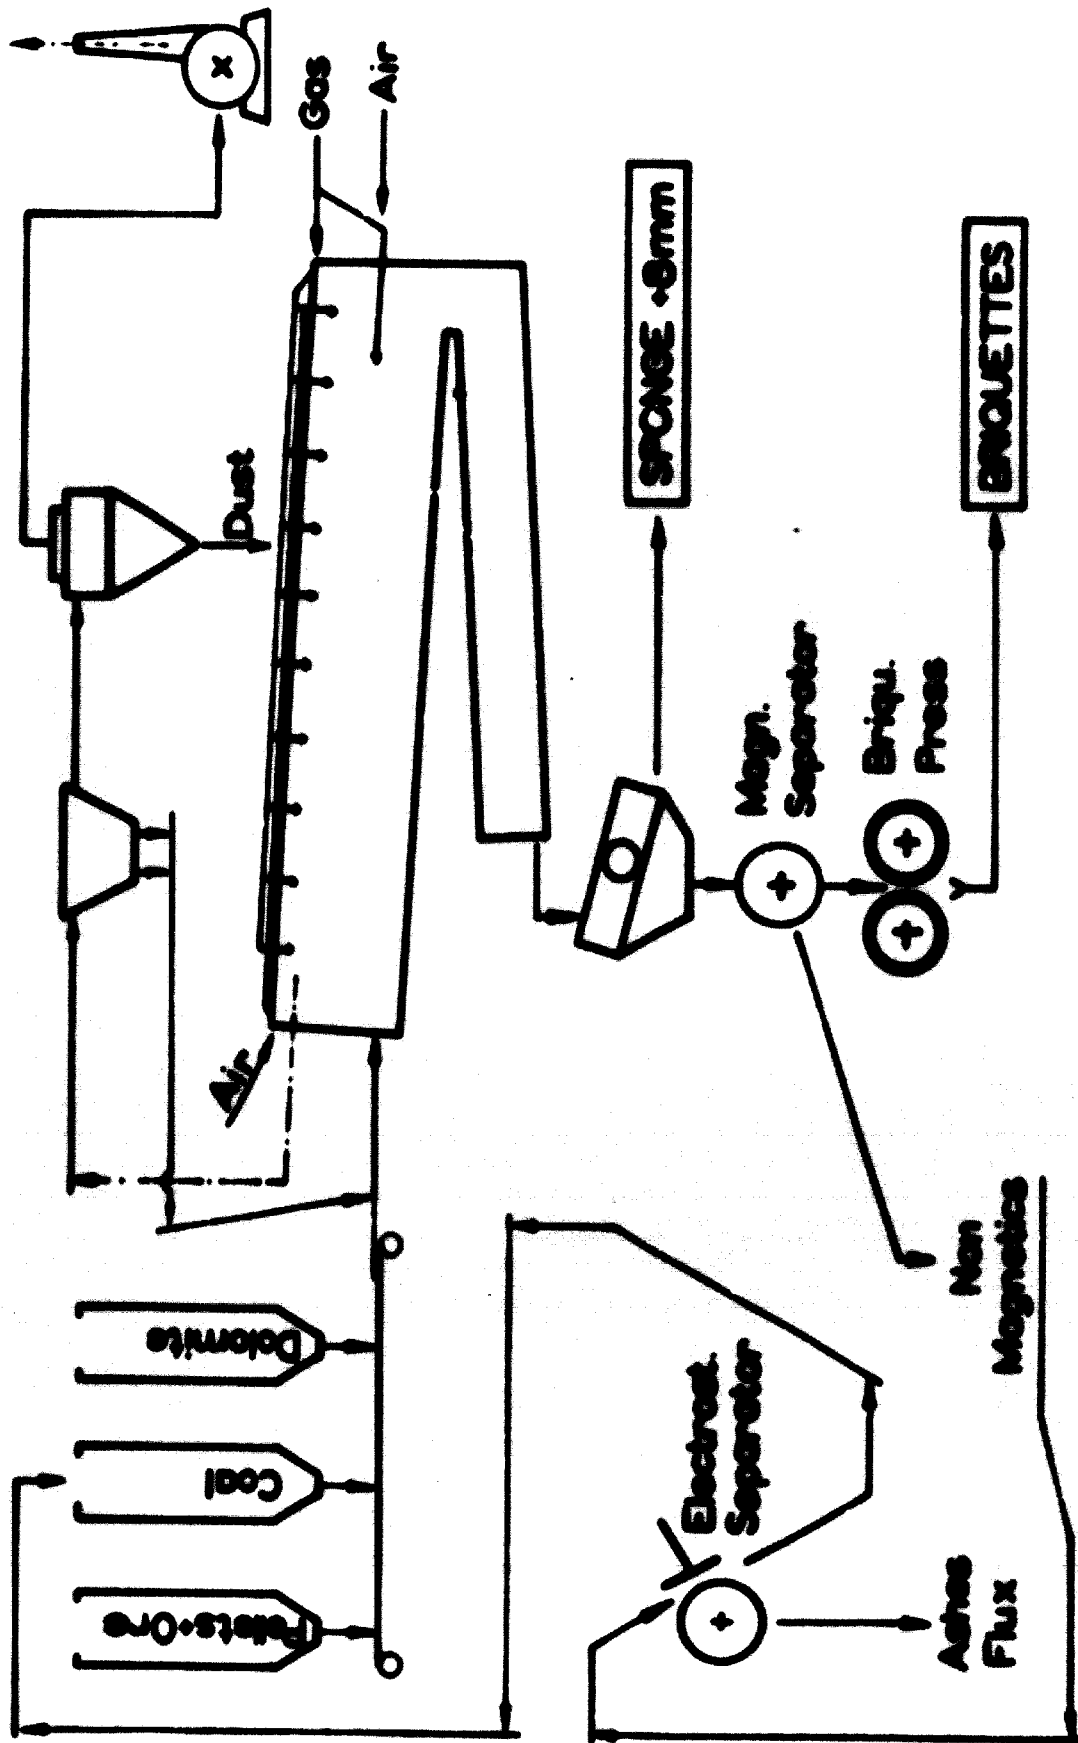 Pellets+Ore
Coal
Dolomite
Air
Dust
Gas
Air
SPONGE +8mm
Magn.
Separator
Briqu.
Press
BRIQUETTES
Non
Magnetics
Electrost.
Separator
Ashes
Flux